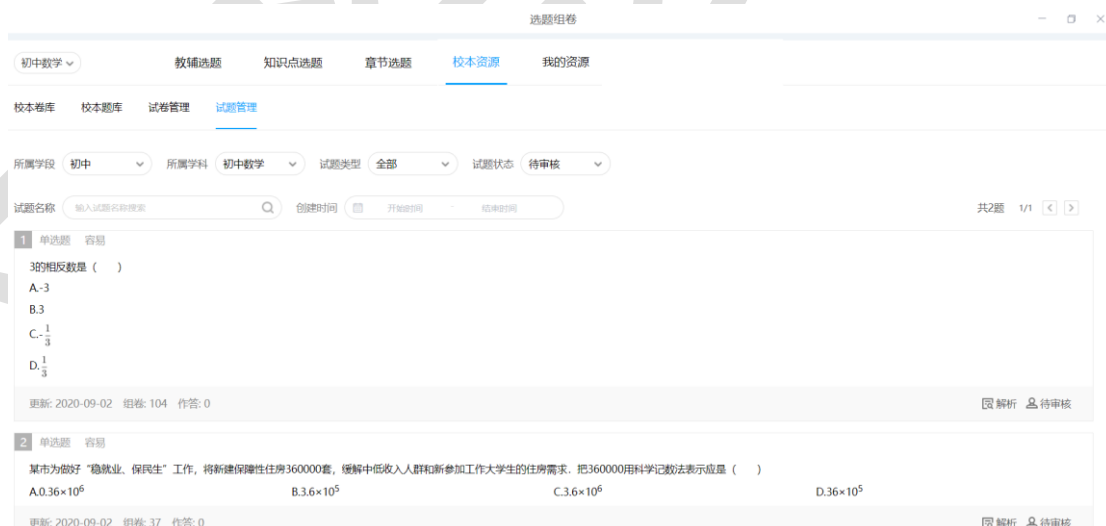 选题组卷
初中数学 教辅选题 知识点选题 章节选题 校本资源 我的资源
校本卷库 校本题库 试卷管理 试题管理
所属学段 初中 所属学科 初中数学 试题类型 全部 试题状态 待审核
试题名称 输入试题名称搜索 创建时间 开始时间 - 结束时间 共2题 1/1 < >
1 单选题 容易
3的相反数是（ ）
A.-3
B.3
C.-1/3
D.1/3
更新: 2020-09-02 组卷: 104 作答: 0 解析 待审核
2 单选题 容易
某市为做好“稳就业、保民生”工作，将新建保障性住房360000套，缓解中低收入人群和新参加工作大学生的住房需求．把360000用科学记数法表示应是（ ）
A.0.36×10⁶ B.3.6×10⁵ C.3.6×10⁶ D.36×10⁵
更新: 2020-09-02 组卷: 37 作答: 0 解析 待审核